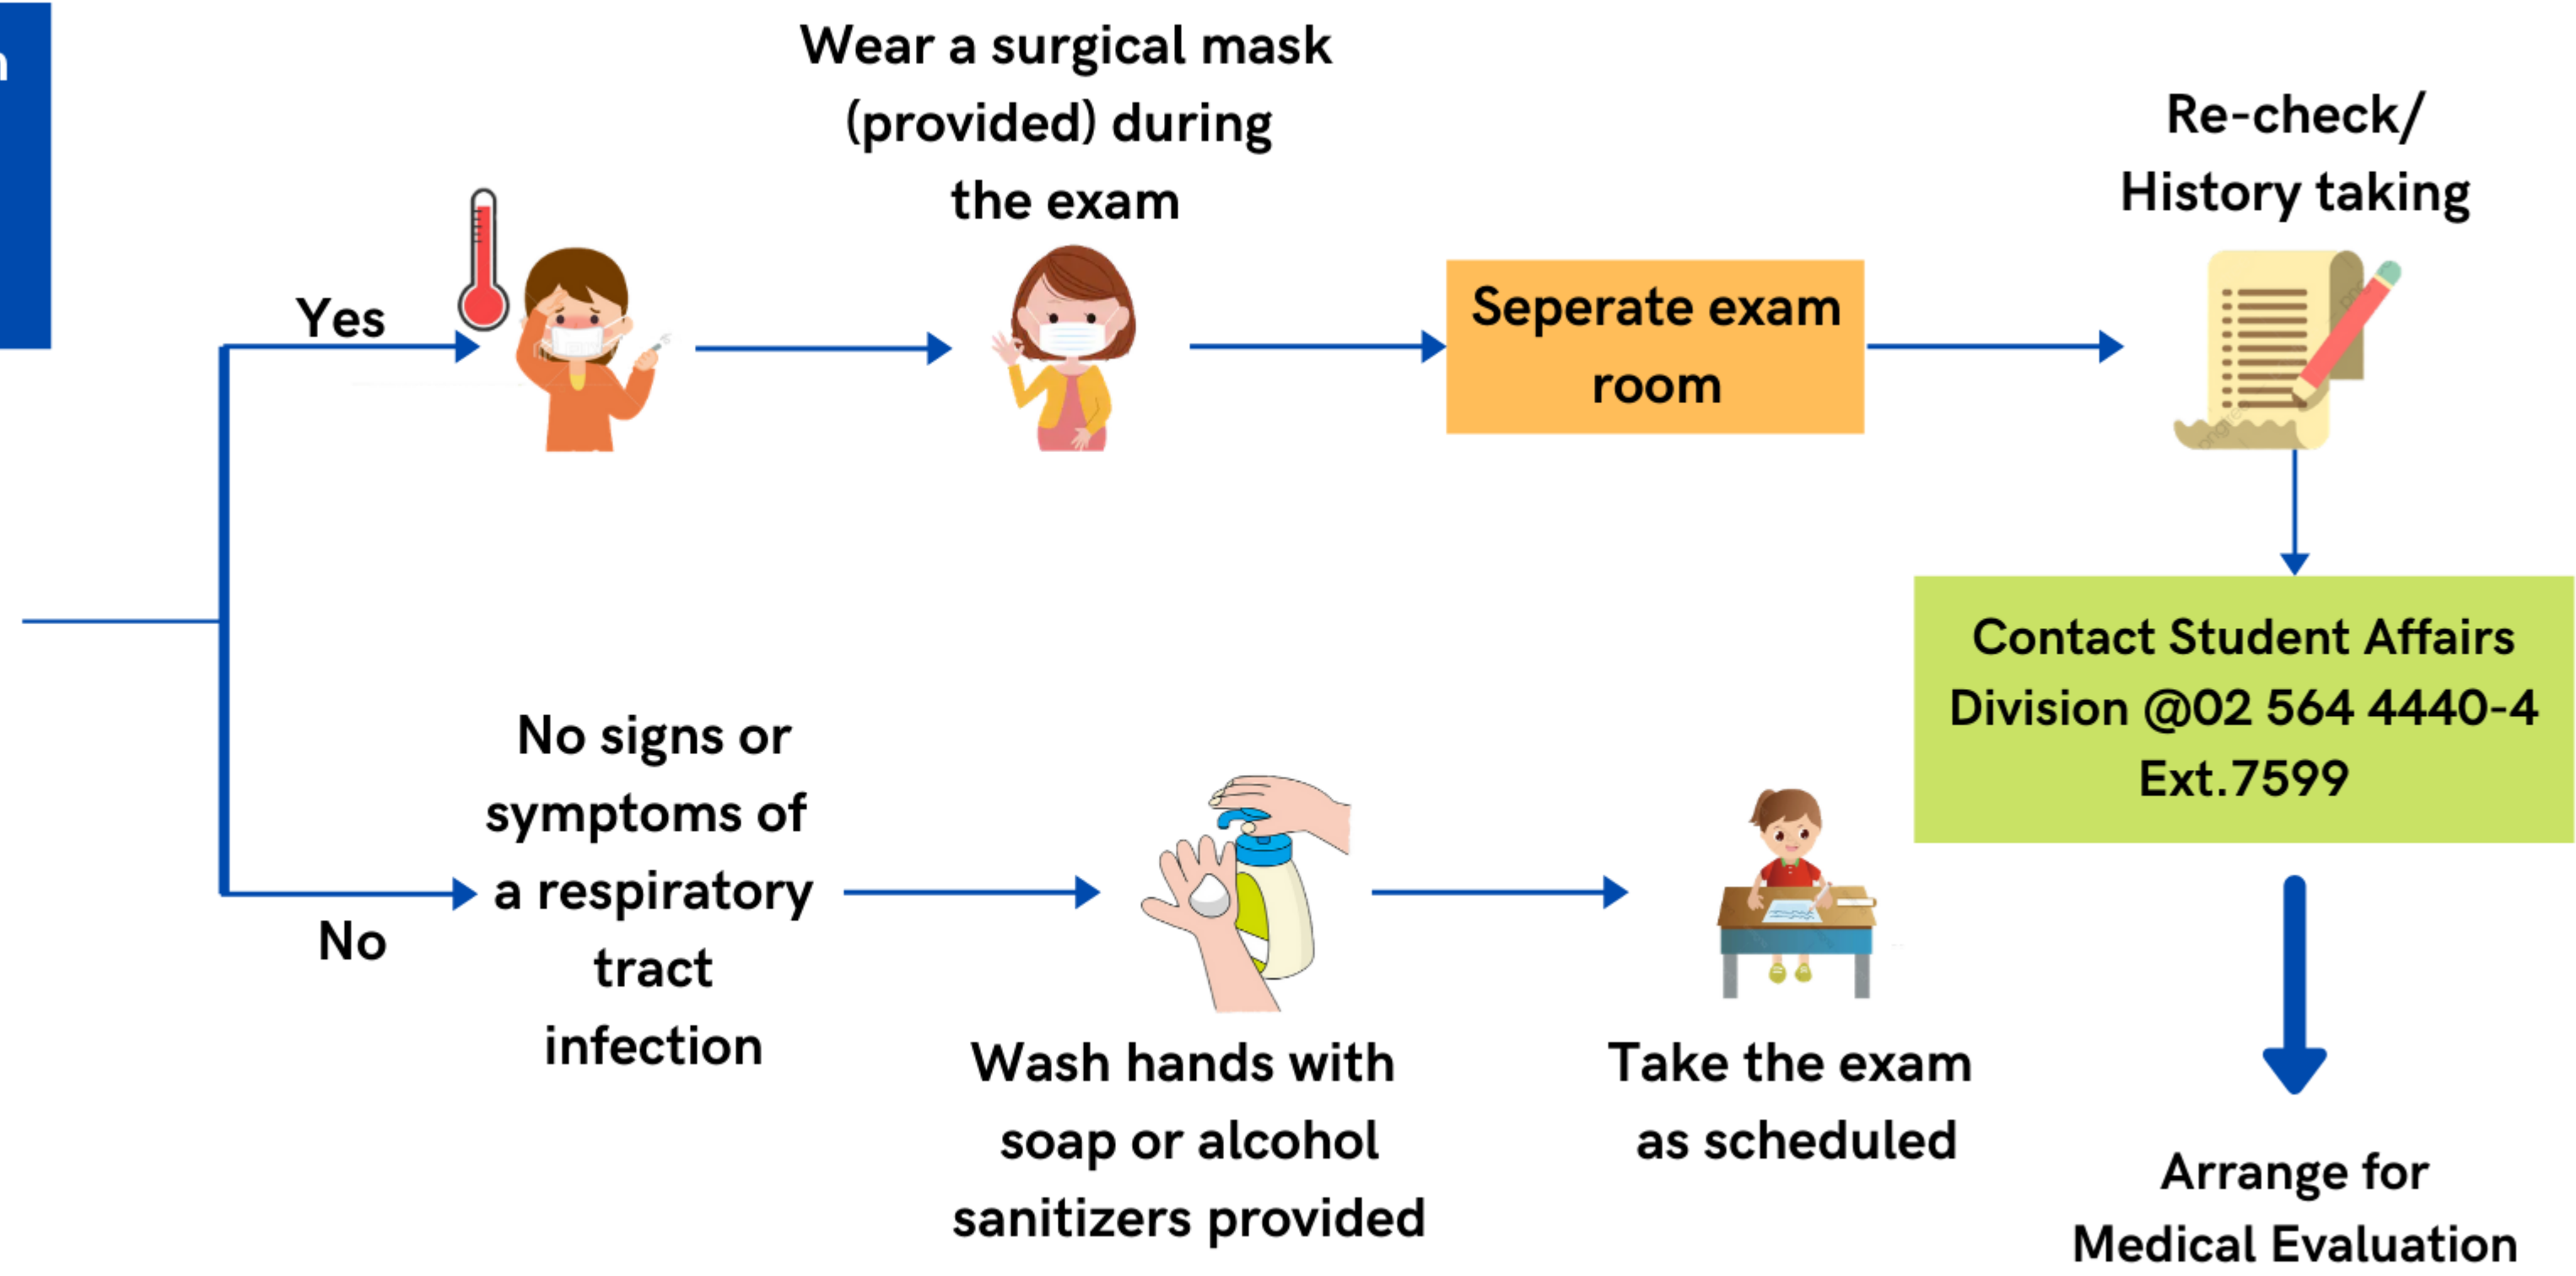 Wear a surgical mask
(provided) during
the exam
Re-check/
History taking
Yes
Seperate exam
room
Contact Student Affairs
Division @02 564 4440-4
Ext.7599
No signs or
symptoms of
a respiratory
tract
infection
No
Wash hands with
soap or alcohol
sanitizers provided
Take the exam
as scheduled
Arrange for
Medical Evaluation